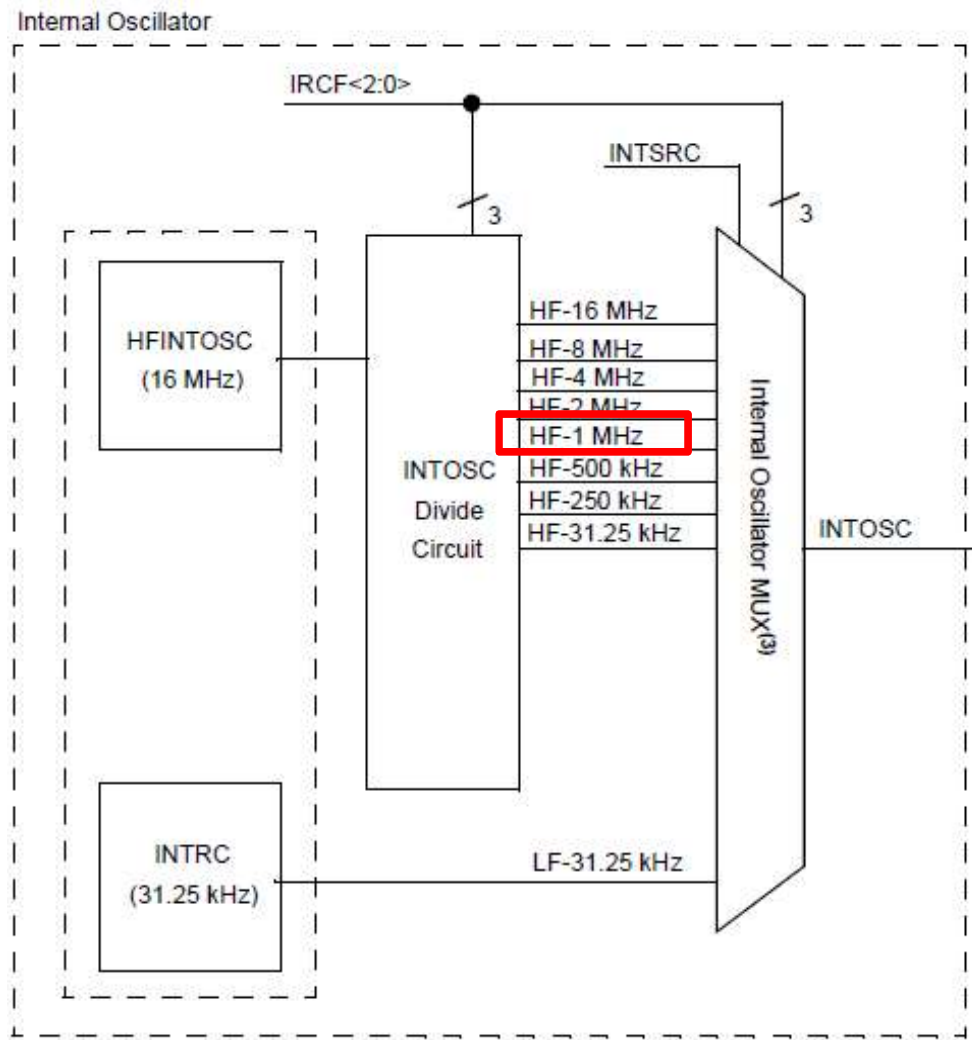 Internal Oscillator
IRCF<2:0>
INTSRC
3
3
HFINTOSC
(16 MHz)
HF-16 MHz
HF-8 MHz
HF-4 MHz
HF-2 MHz
HF-1 MHz
HF-500 kHz
HF-250 kHz
HF-31.25 kHz
INTOSC
Divide
Circuit
Internal Oscillator MUX(3)
INTOSC
INTRC
(31.25 kHz)
LF-31.25 kHz